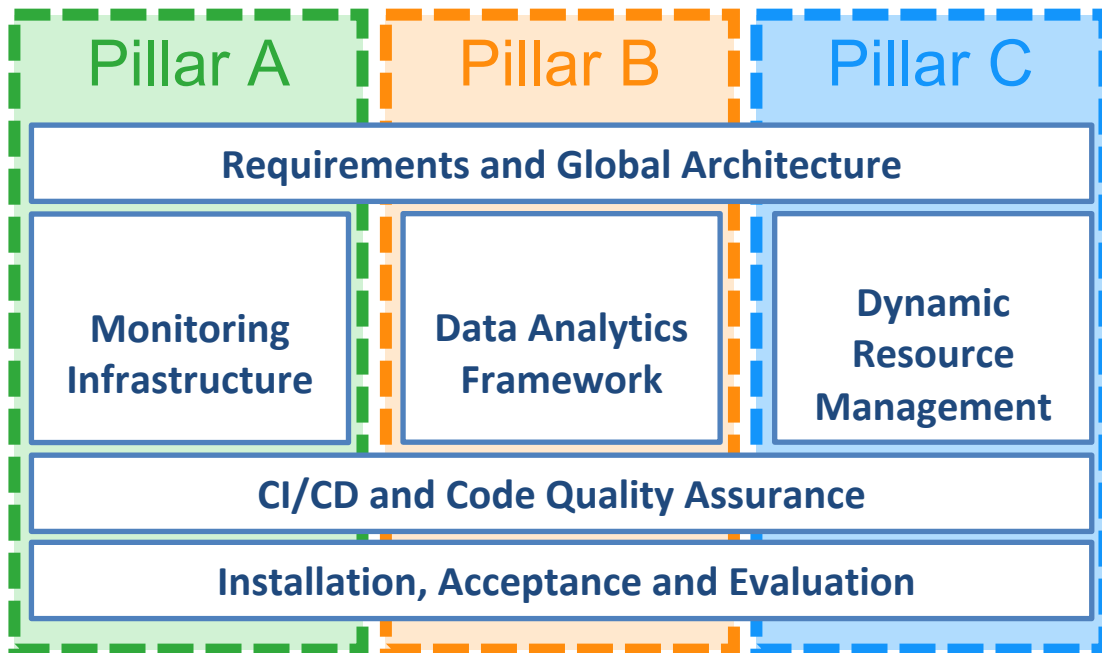 Pillar A
Pillar B
Pillar C
Requirements and Global Architecture
Monitoring
Infrastructure
Data Analytics
Framework
Dynamic
Resource
Management
CI/CD and Code Quality Assurance
Installation, Acceptance and Evaluation